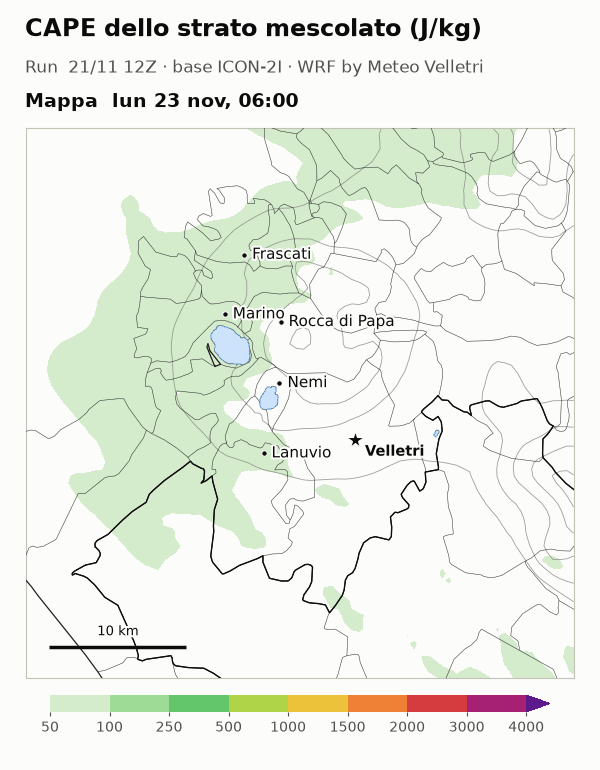 CAPE dello strato mescolato (J/kg)
Run  21/11 12Z · base ICON-2I · WRF by Meteo Velletri
Mappa  lun 23 nov, 06:00
Frascati
Marino
Rocca di Papa
Nemi
Velletri
Lanuvio
10 km
50 100 250 500 1000 1500 2000 3000 4000